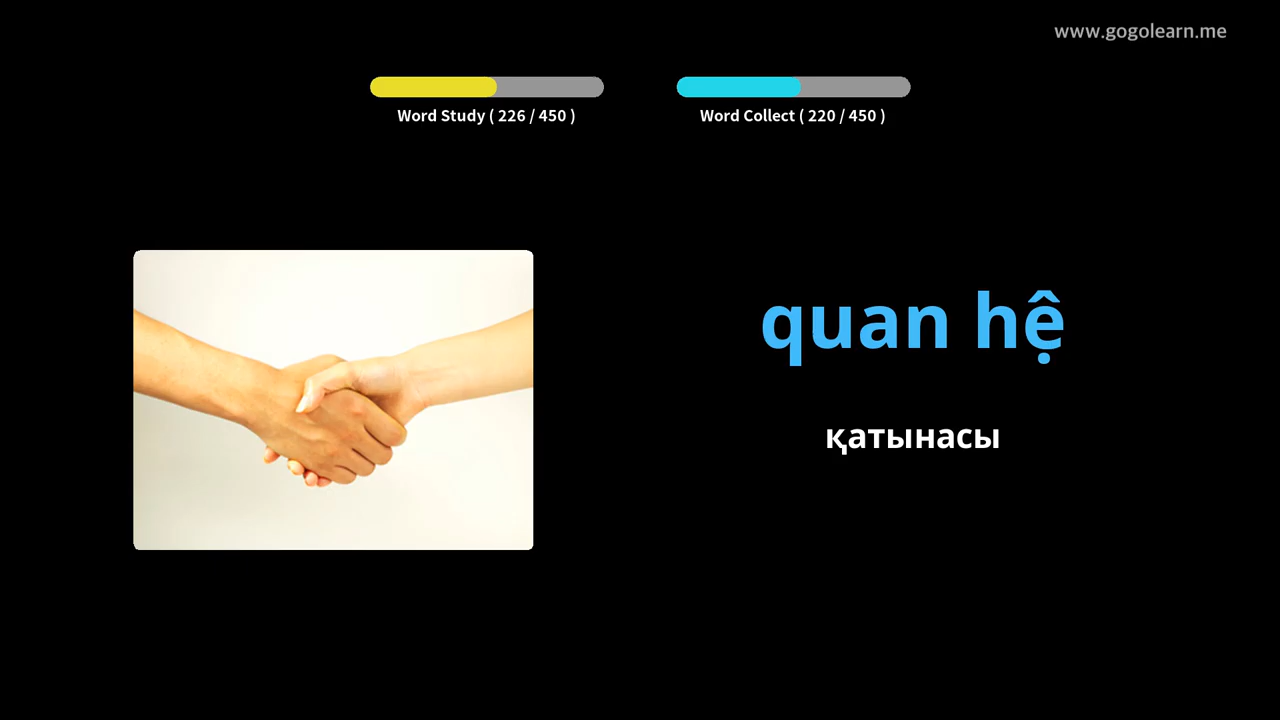 www.gogolearn.me
Word Study ( 226 / 450 )
Word Collect ( 220 / 450 )
quan hệ
қатынасы